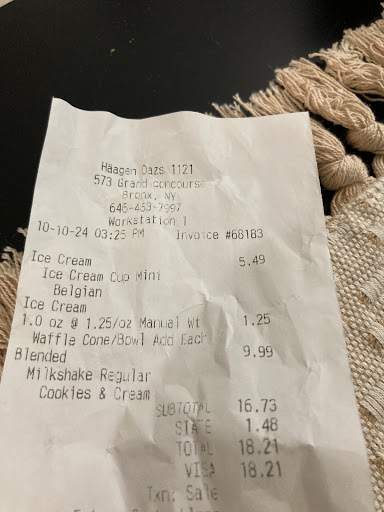 Häagen Dazs 1121
573 Grand concourse
Bronx, NY
Workstation 1
10-10-24 03:25 PM Invoice #68183
Ice Cream 5.49
Ice Cream Cup Mini
Belgian
Ice Cream
1.0 oz @ 1.25/oz Manual Wt 1.25
Waffle Cone/Bowl Add Each
Blended 9.99
Milkshake Regular
Cookies & Cream
SUBTOTAL 16.73
STATE 1.48
TOTAL 18.21
VISA 18.21
Txn: Sale